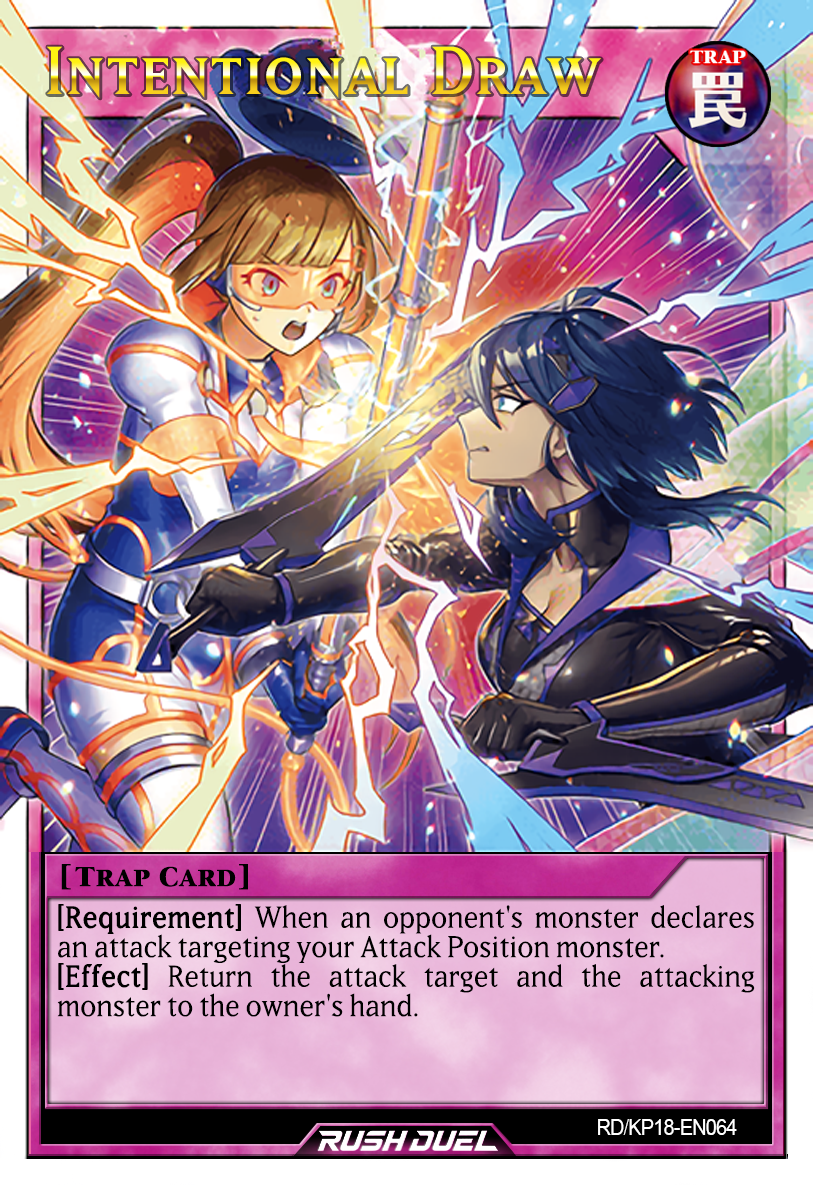 INTENTIONAL DRAW
TRAP
罠
[TRAP CARD]
[Requirement] When an opponent's monster declares
an attack targeting your Attack Position monster.
[Effect] Return the attack target and the attacking
monster to the owner's hand.
RD/KP18-EN064
RUSH DUEL